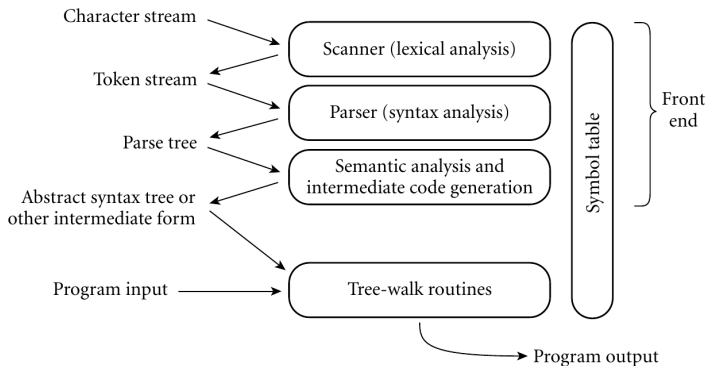 Character stream
Scanner (lexical analysis)
Token stream
Parser (syntax analysis)
Parse tree
Semantic analysis and
intermediate code generation
Abstract syntax tree or
other intermediate form
Program input
Tree-walk routines
Program output
Symbol table
Front
end